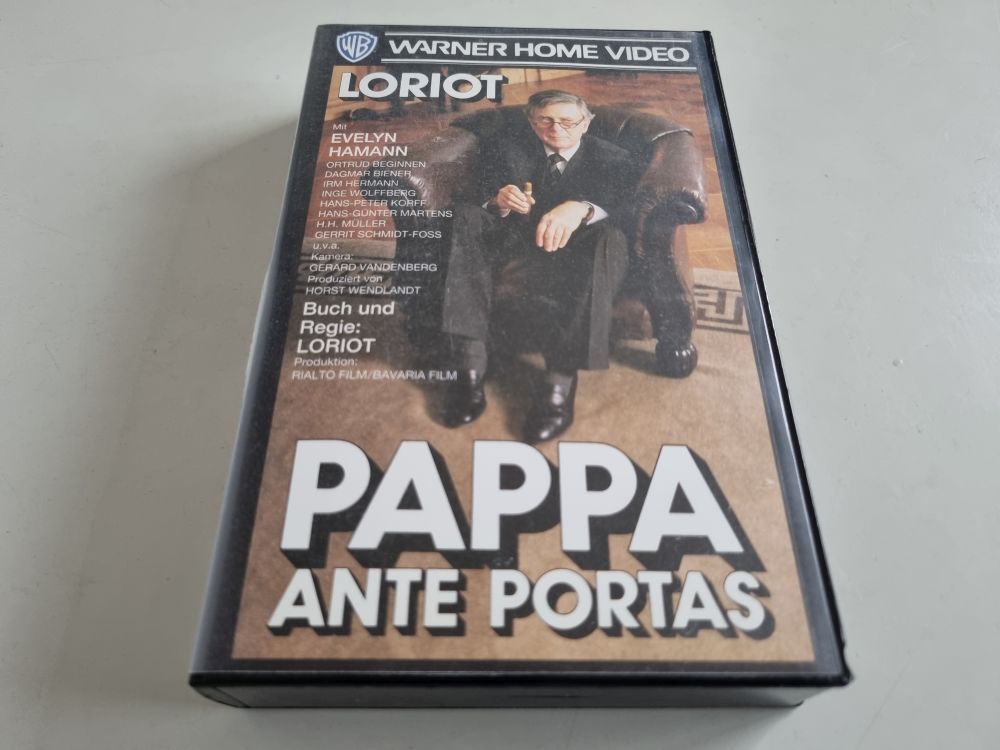 WB
WARNER HOME VIDEO
LORIOT
Mit
EVELYN
HAMANN
ORTRUD BEGINNEN
DAGMAR BIENER
IRM HERMANN
INGE WOLFFBERG
HANS-PETER KORFF
HANS-GÜNTER MARTENS
H.H. MÜLLER
GERRIT SCHMIDT-FOSS
u.v.a.
Kamera:
GERARD VANDENBERG
Produziert von
HORST WENDLANDT
Buch und
Regie:
LORIOT
Produktion:
RIALTO FILM/BAVARIA FILM
PAPPA
ANTE PORTAS